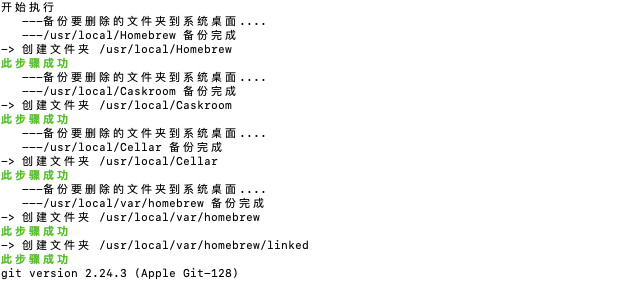 开始执行
---备份要删除的文件夹到系统桌面....
---/usr/local/Homebrew 备份完成
-> 创建文件夹 /usr/local/Homebrew
此步骤成功
---备份要删除的文件夹到系统桌面....
---/usr/local/Caskroom 备份完成
-> 创建文件夹 /usr/local/Caskroom
此步骤成功
---备份要删除的文件夹到系统桌面....
---/usr/local/Cellar 备份完成
-> 创建文件夹 /usr/local/Cellar
此步骤成功
---备份要删除的文件夹到系统桌面....
---/usr/local/var/homebrew 备份完成
-> 创建文件夹 /usr/local/var/homebrew
此步骤成功
-> 创建文件夹 /usr/local/var/homebrew/linked
此步骤成功
git version 2.24.3 (Apple Git-128)